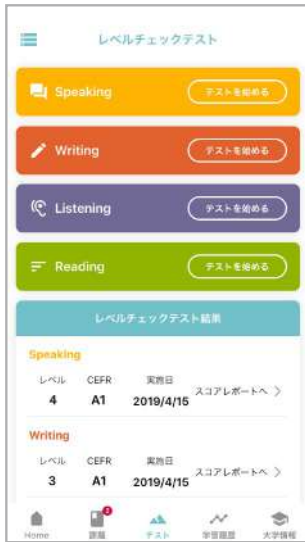 レベルチェックテスト
Speaking テストを始める
Writing テストを始める
Listening テストを始める
Reading テストを始める
レベルチェックテスト結果
Speaking
レベル CEFR 実施日
4 A1 2019/4/15 スコアレポートへ
Writing
レベル CEFR 実施日
3 A1 2019/4/15 スコアレポートへ
2
Home 課題 テスト 学習履歴 大学情報